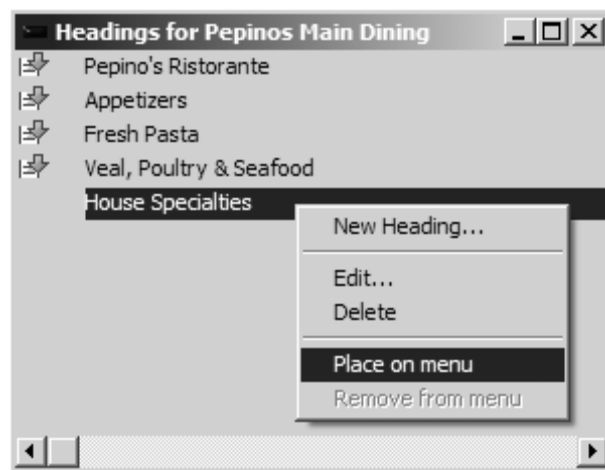 Headings for Pepinos Main Dining
Pepino's Ristorante
Appetizers
Fresh Pasta
Veal, Poultry & Seafood
House Specialties
New Heading...
Edit...
Delete
Place on menu
Remove from menu